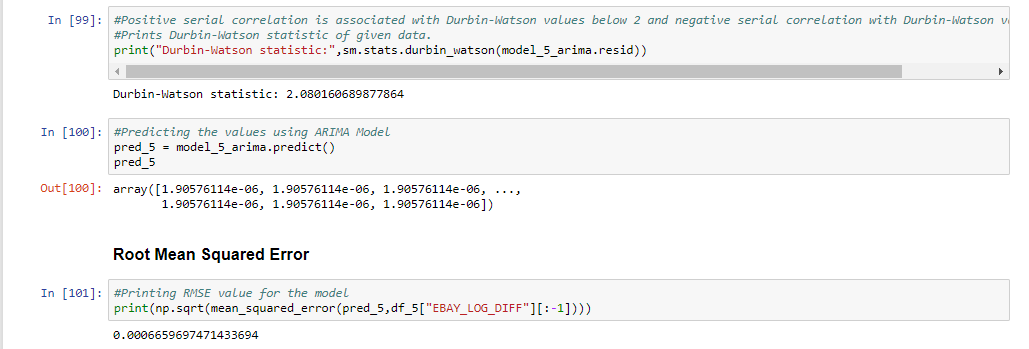 In [99]: #Positive serial correlation is associated with Durbin-Watson values below 2 and negative serial correlation with Durbin-Watson
#Prints Durbin-Watson statistic of given data.
print("Durbin-Watson statistic:",sm.stats.durbin_watson(model_5_arima.resid))
Durbin-Watson statistic: 2.080160689877864
In [100]: #Predicting the values using ARIMA Model
pred_5 = model_5_arima.predict()
pred_5
Out[100]: array([1.90576114e-06, 1.90576114e-06, 1.90576114e-06, ...,
1.90576114e-06, 1.90576114e-06, 1.90576114e-06])
Root Mean Squared Error
In [101]: #Printing RMSE value for the model
print(np.sqrt(mean_squared_error(pred_5,df_5["EBAY_LOG_DIFF"][:-1])))
0.0006659697471433694